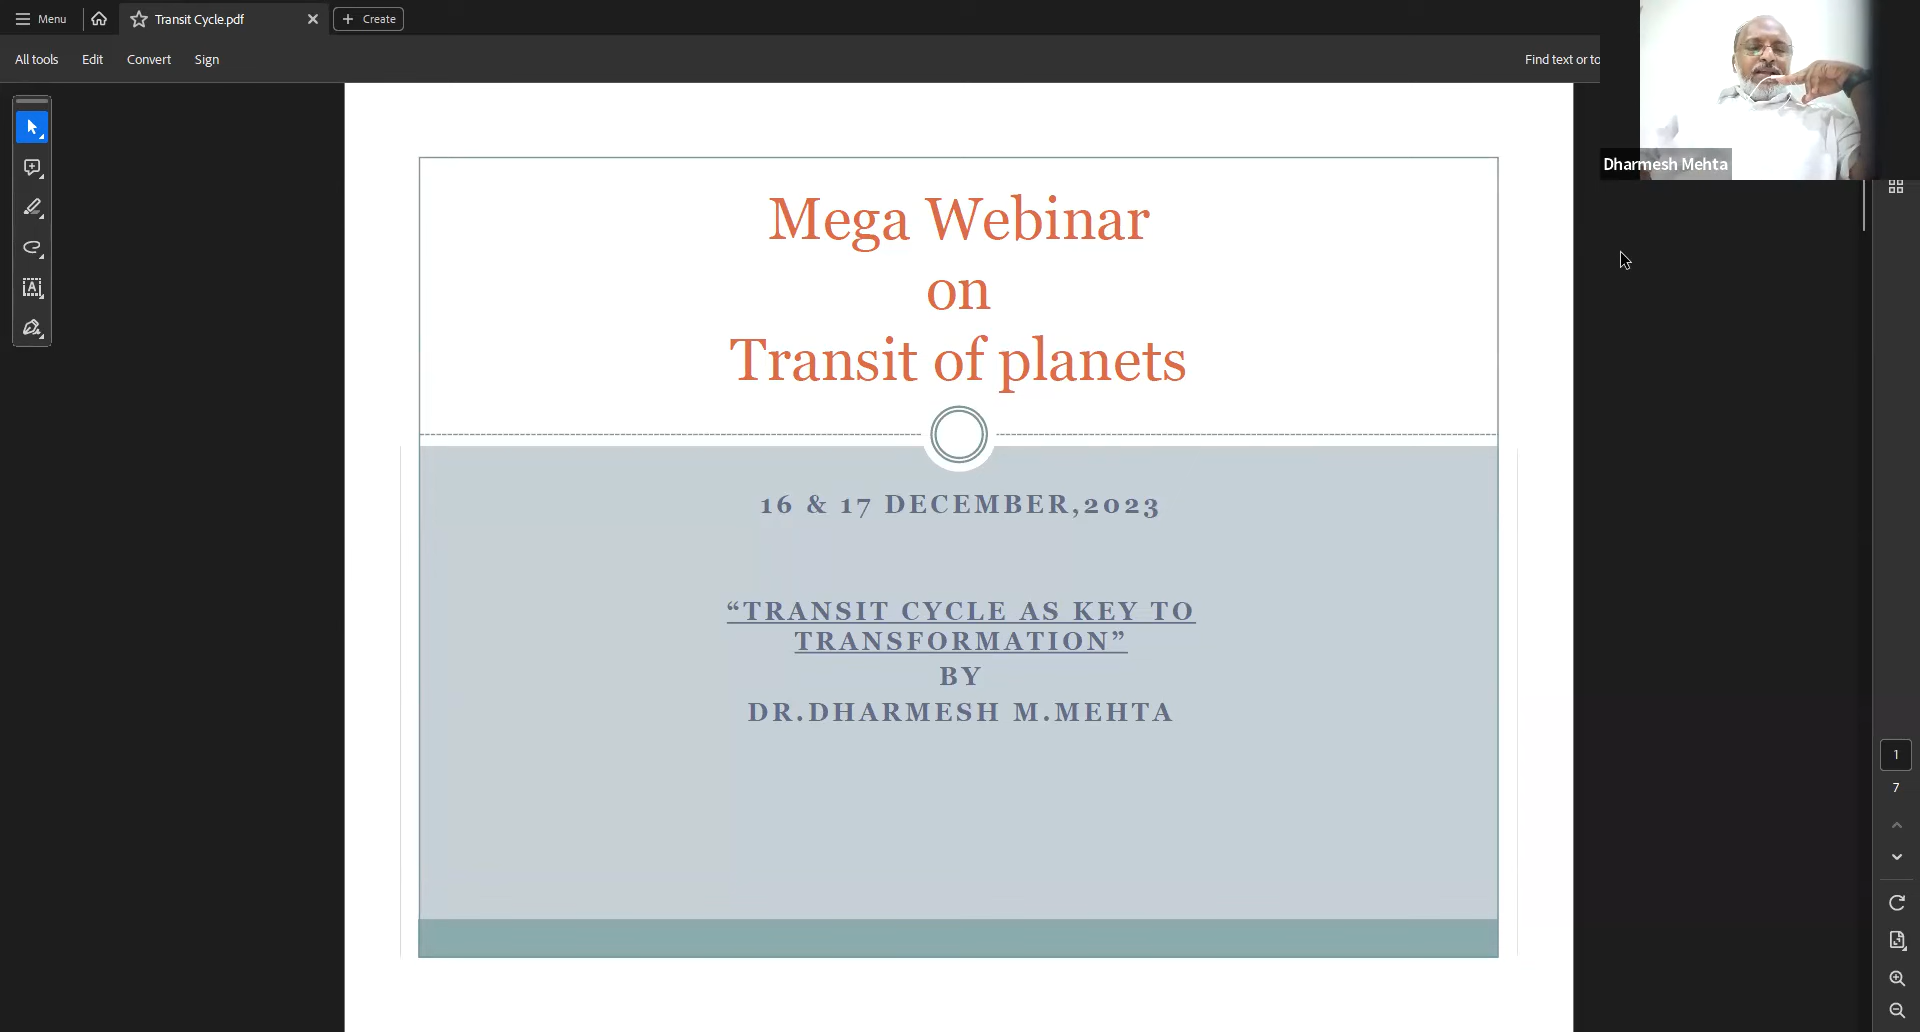 Menu
Transit Cycle.pdf
Create
All tools
Edit
Convert
Sign
Find text or to
Dharmesh Mehta
Mega Webinar
on
Transit of planets
16 & 17 DECEMBER,2023
“TRANSIT CYCLE AS KEY TO
TRANSFORMATION”
BY
DR.DHARMESH M.MEHTA
1
7